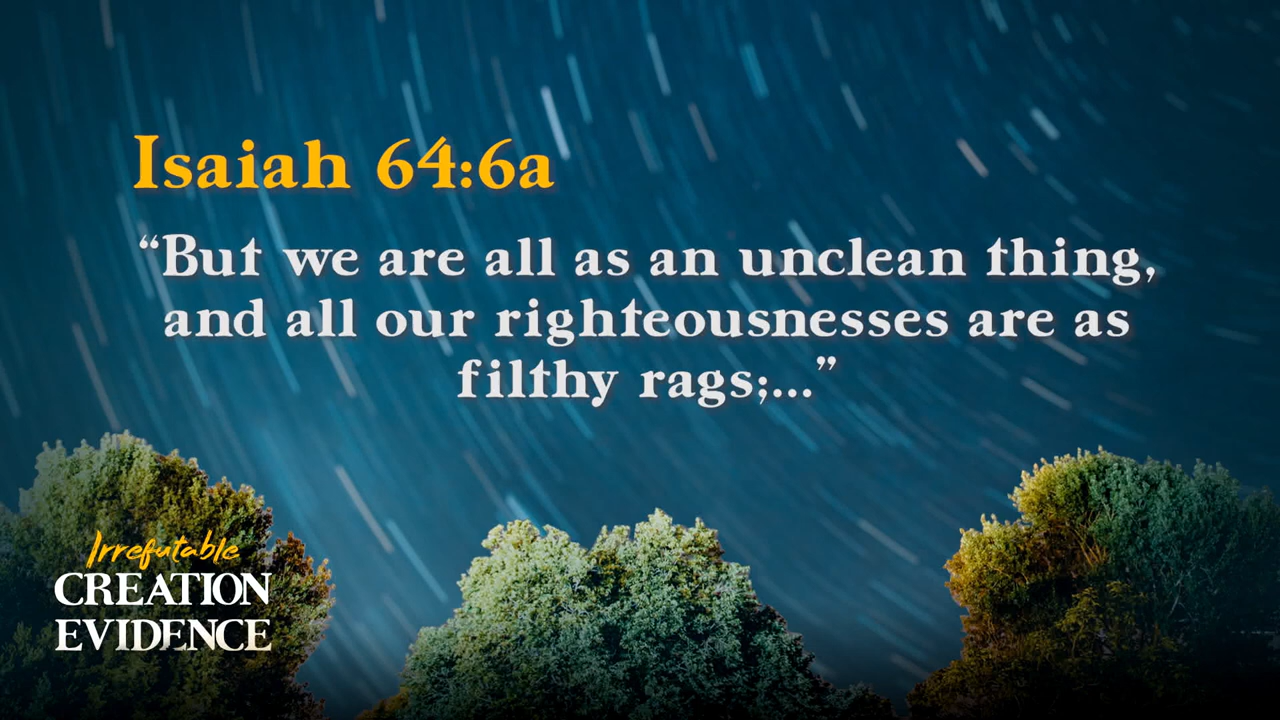 Isaiah 64:6a
“But we are all as an unclean thing,
and all our righteousnesses are as
filthy rags;...”
Irrefutable
CREATION
EVIDENCE